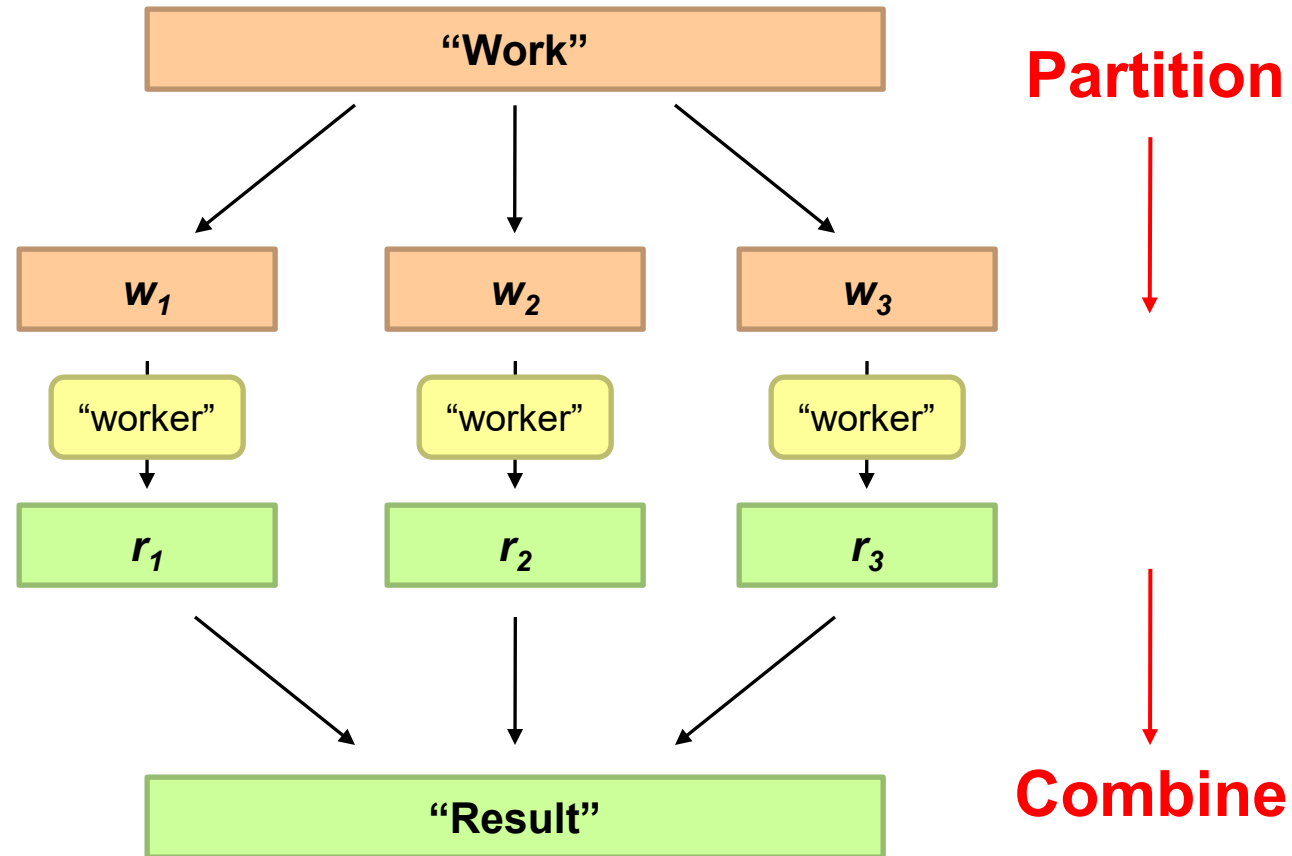 “Work”
Partition
w1
w2
w3
“worker”
“worker”
“worker”
r1
r2
r3
“Result”
Combine